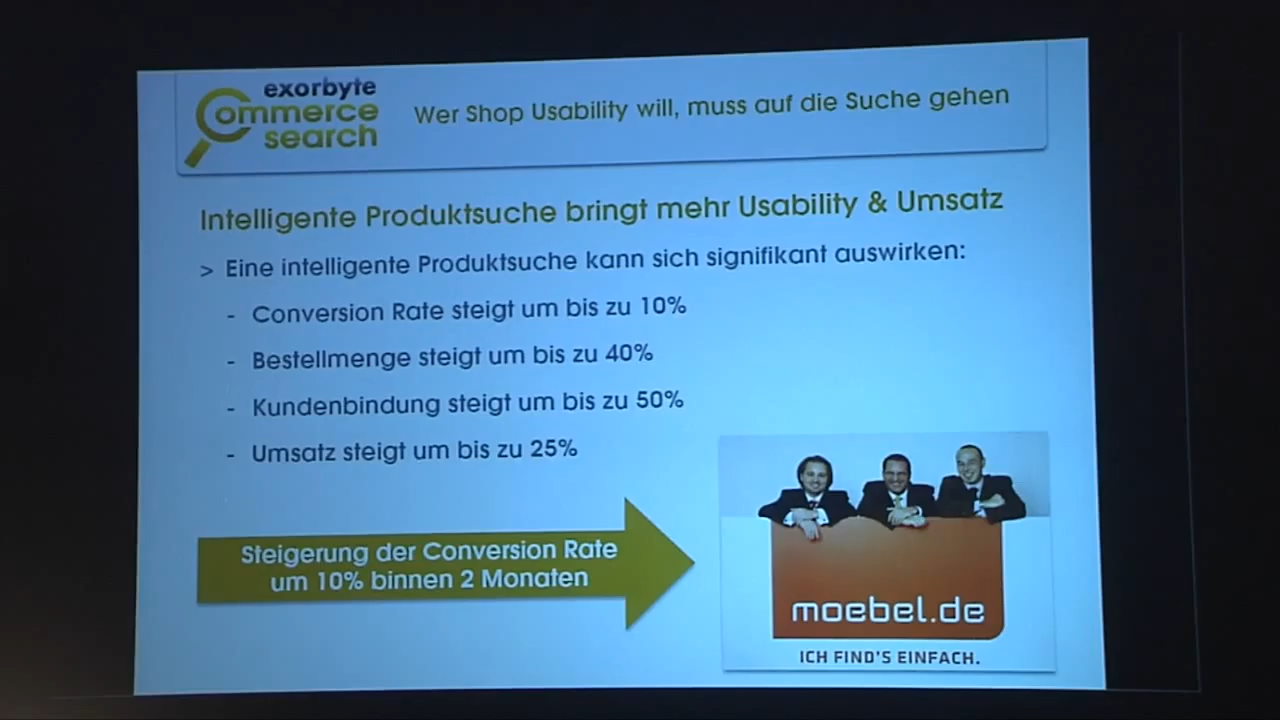 exorbyte
Commerce
search
Wer Shop Usability will, muss auf die Suche gehen
Intelligente Produktsuche bringt mehr Usability & Umsatz
> Eine intelligente Produktsuche kann sich signifikant auswirken:
- Conversion Rate steigt um bis zu 10%
- Bestellmenge steigt um bis zu 40%
- Kundenbindung steigt um bis zu 50%
- Umsatz steigt um bis zu 25%
Steigerung der Conversion Rate
um 10% binnen 2 Monaten
moebel.de
ICH FIND'S EINFACH.